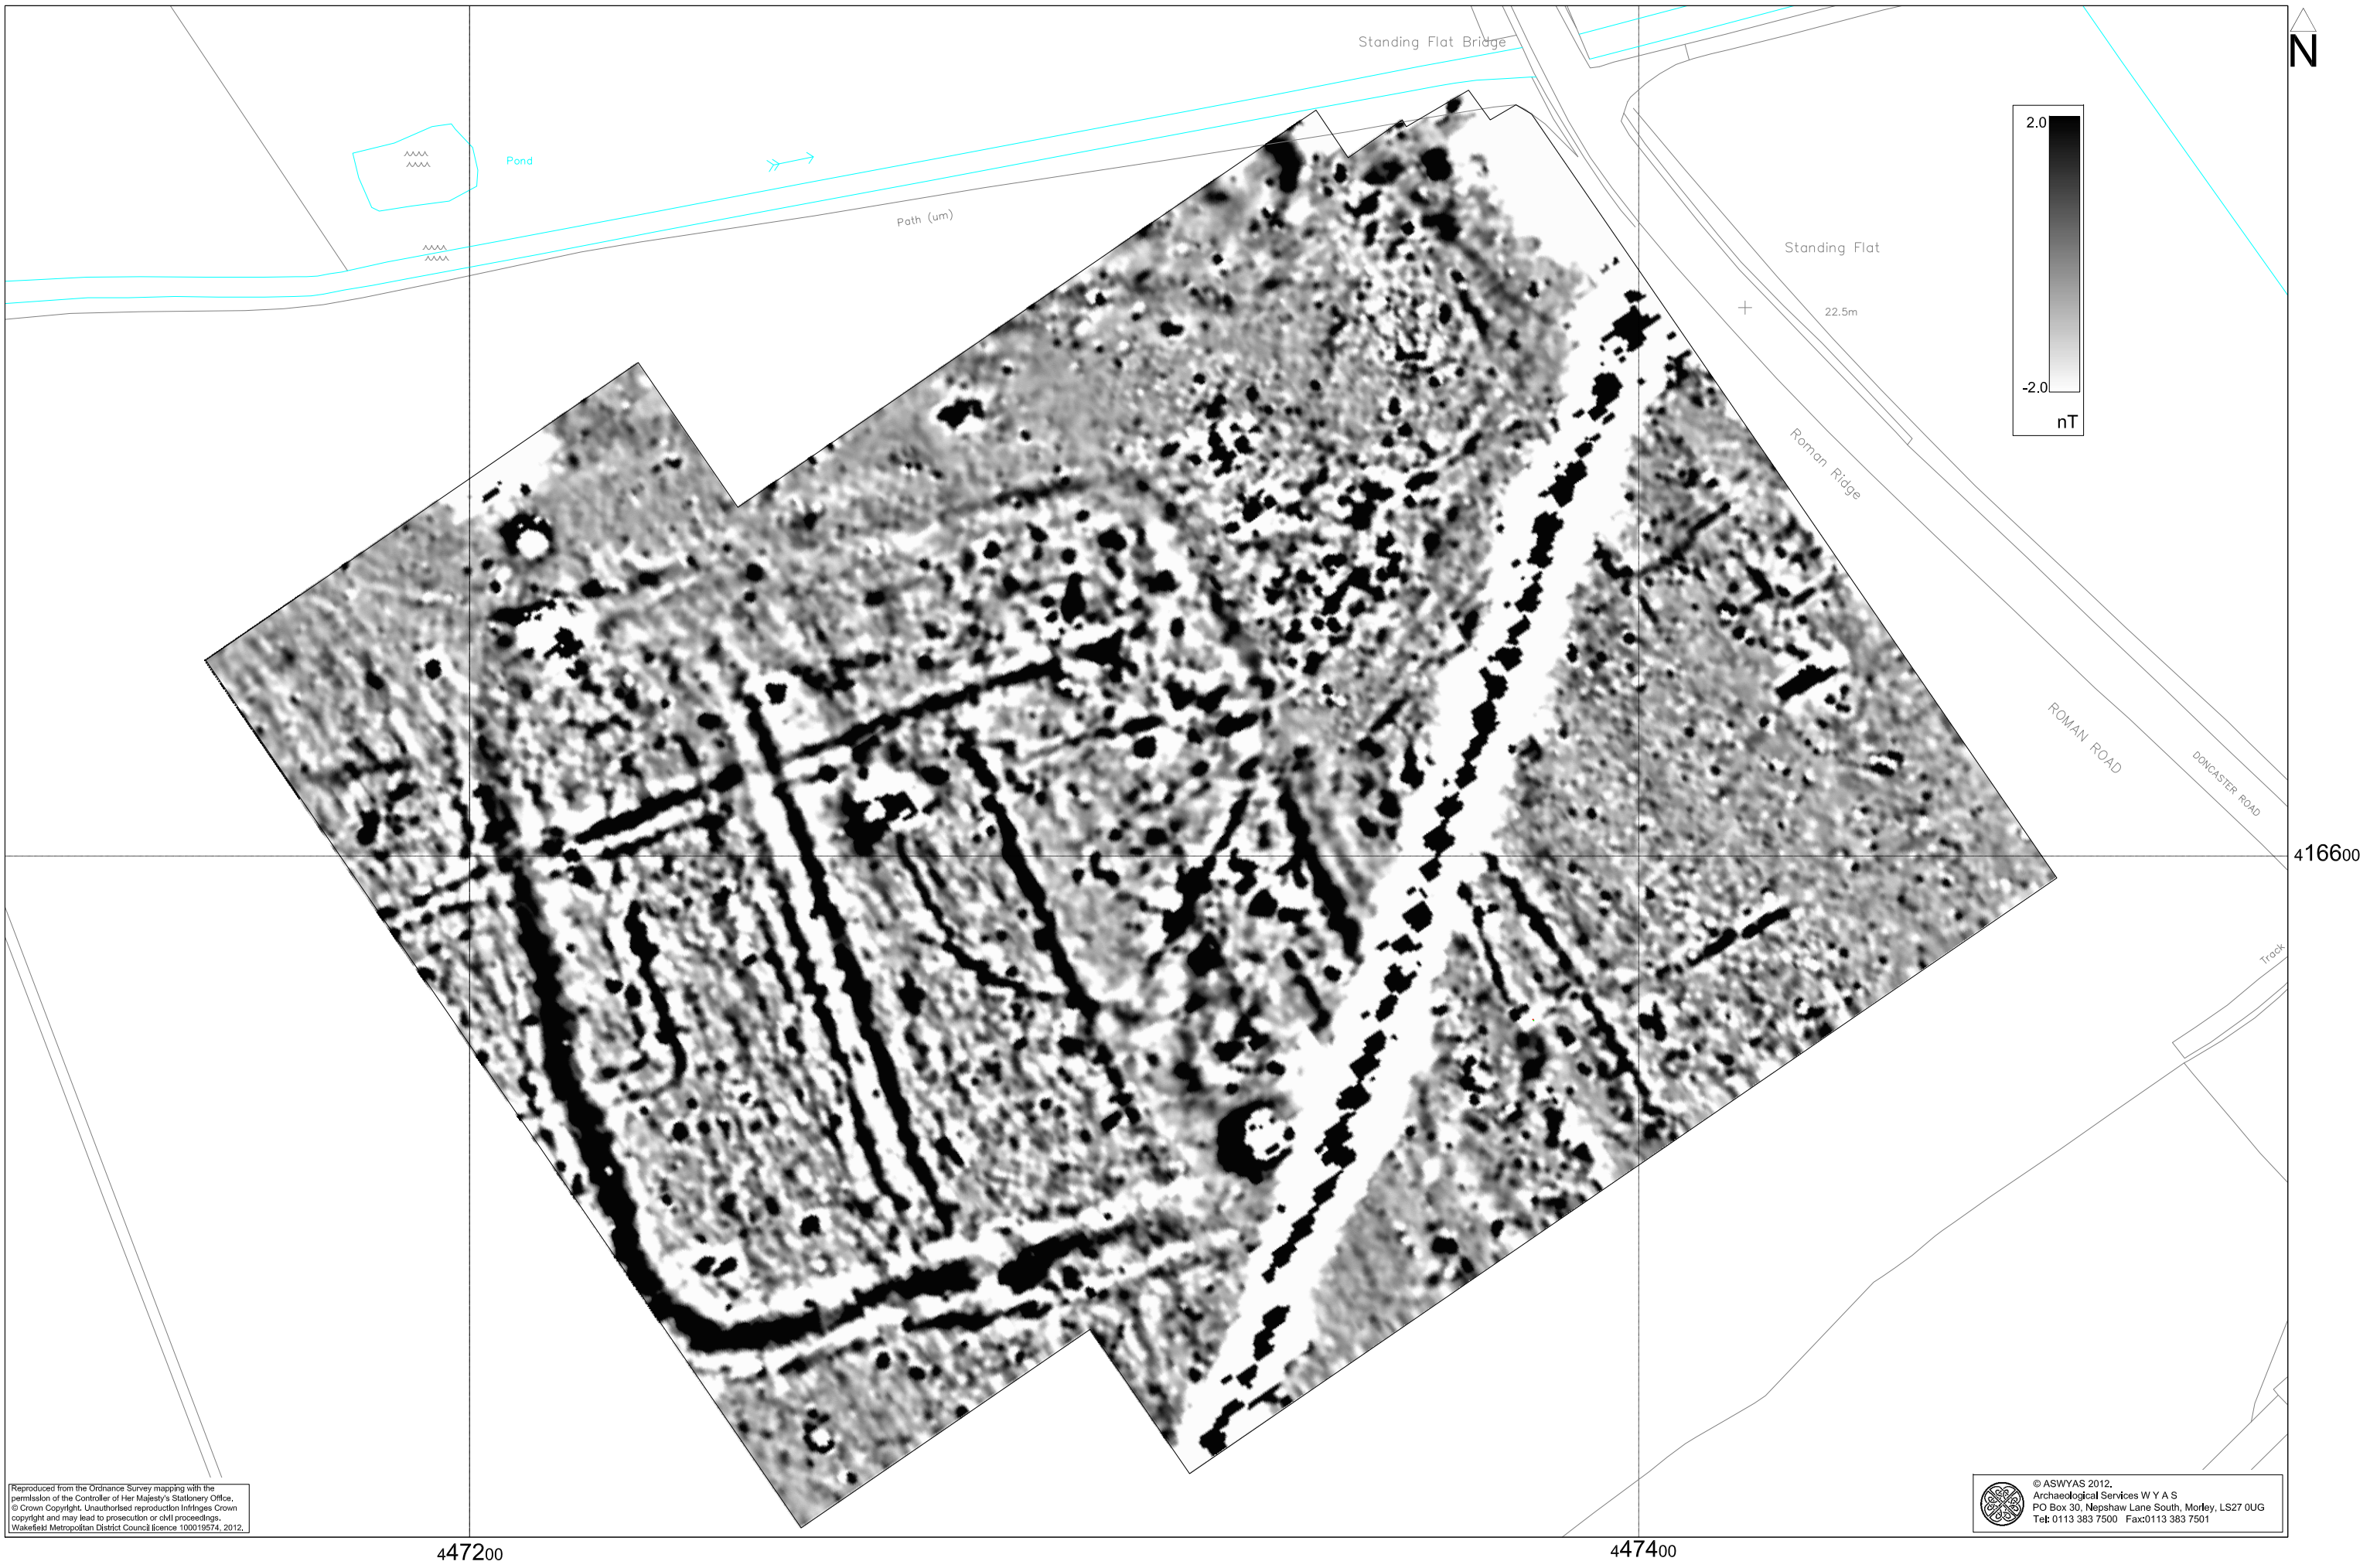 Standing Flat Bridge
N
Pond
Path (um)
2.0
-2.0
nT
Standing Flat
22.5m
Roman Ridge
ROMAN ROAD
DONCASTER ROAD
416600
Track
Reproduced from the Ordnance Survey mapping with the
permission of the Controller of Her Majesty's Stationery Office.
© Crown Copyright. Unauthorised reproduction infringes Crown
copyright and may lead to prosecution or civil proceedings.
Wakefield Metropolitan District Council licence 100019574, 2012.
© ASWYAS 2012.
Archaeological Services W Y A S
PO Box 30, Nepshaw Lane South, Morley, LS27 0UG
Tel: 0113 383 7500 Fax:0113 383 7501
447200
447400